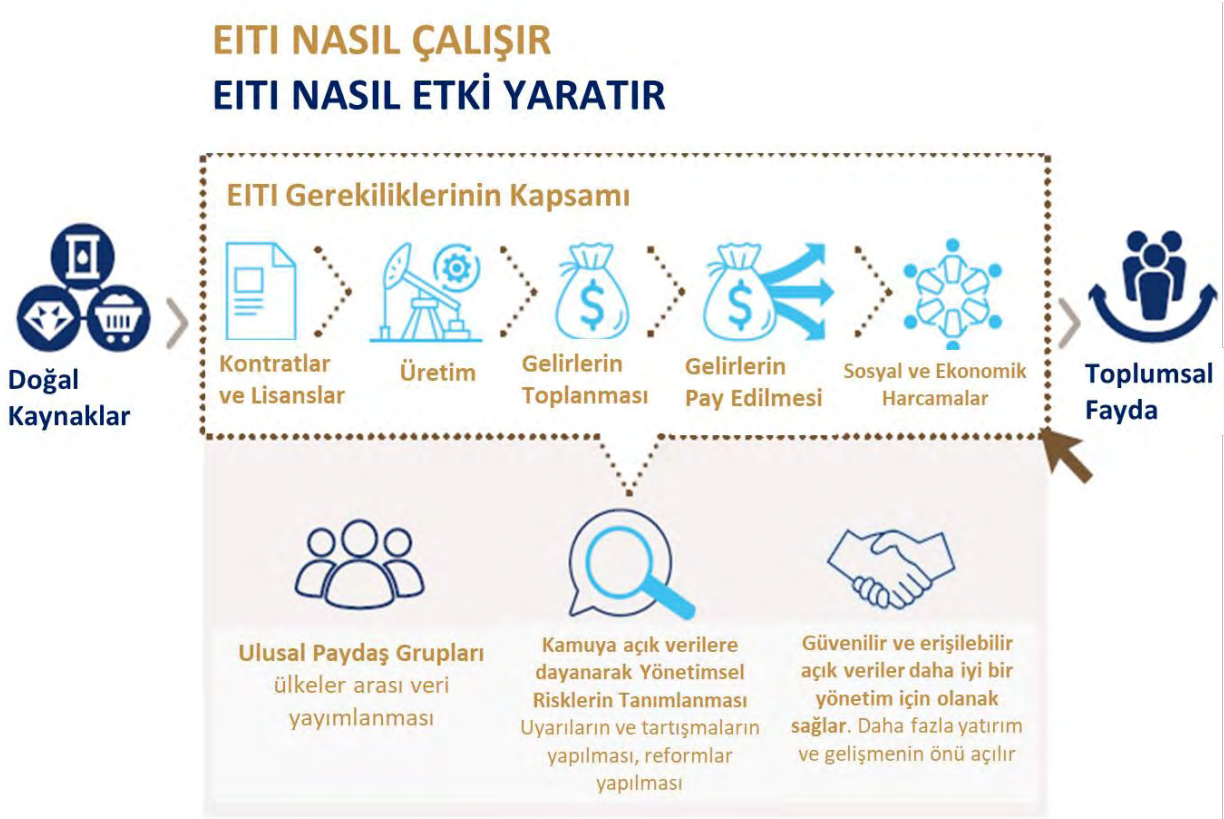 EITI NASIL ÇALIŞIR
EITI NASIL ETKİ YARATIR
EITI Gerekiliklerinin Kapsamı
Doğal
Kaynaklar
Kontratlar
ve Lisanslar
Üretim
Gelirlerin
Toplanması
Gelirlerin
Pay Edilmesi
Sosyal ve Ekonomik
Harcamalar
Toplumsal
Fayda
Ulusal Paydaş Grupları
ülkeler arası veri
yayımlanması
Kamuya açık verilere
dayanarak Yönetimsel
Risklerin Tanımlanması
Uyarıların ve tartışmaların
yapılması, reformlar
yapılması
Güvenilir ve erişilebilir
açık veriler daha iyi bir
yönetim için olanak
sağlar. Daha fazla yatırım
ve gelişmenin önü açılır